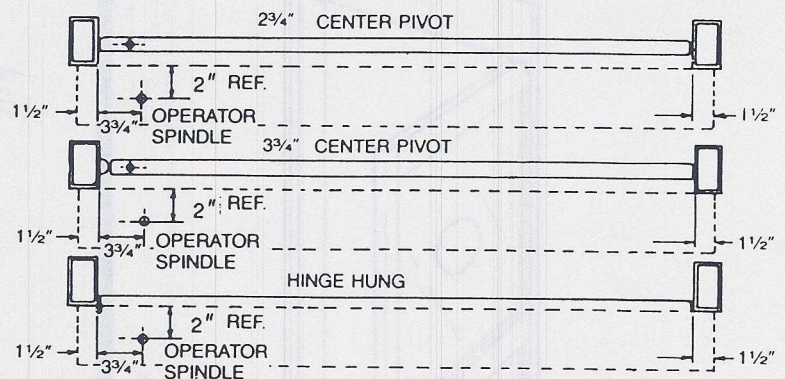 2¾" CENTER PIVOT
2" REF.
1½" 3¾" OPERATOR SPINDLE 1½"
3¾" CENTER PIVOT
2" REF.
1½" 3¾" OPERATOR SPINDLE 1½"
HINGE HUNG
2" REF.
1½" 3¾" OPERATOR SPINDLE 1½"